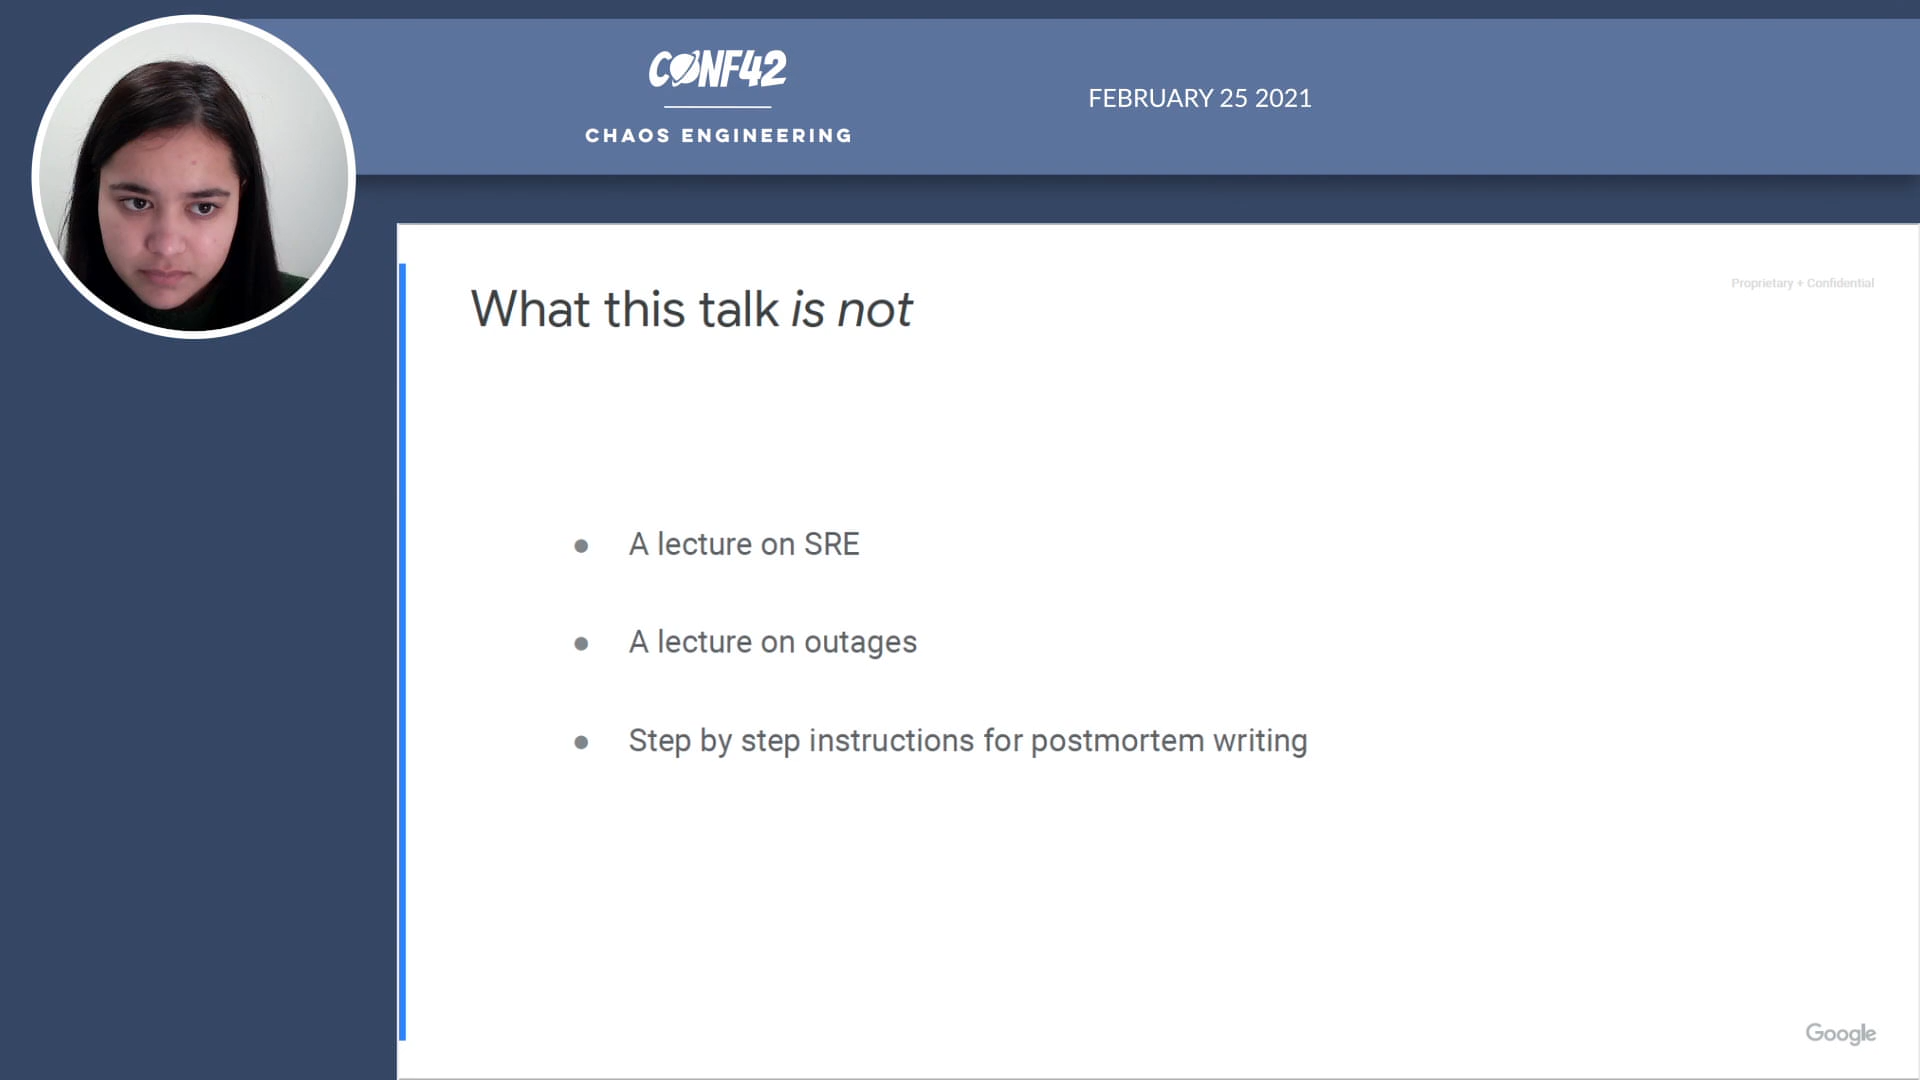 CONF42
CHAOS ENGINEERING
FEBRUARY 25 2021
What this talk is not
Proprietary + Confidential
● A lecture on SRE
● A lecture on outages
● Step by step instructions for postmortem writing
Google